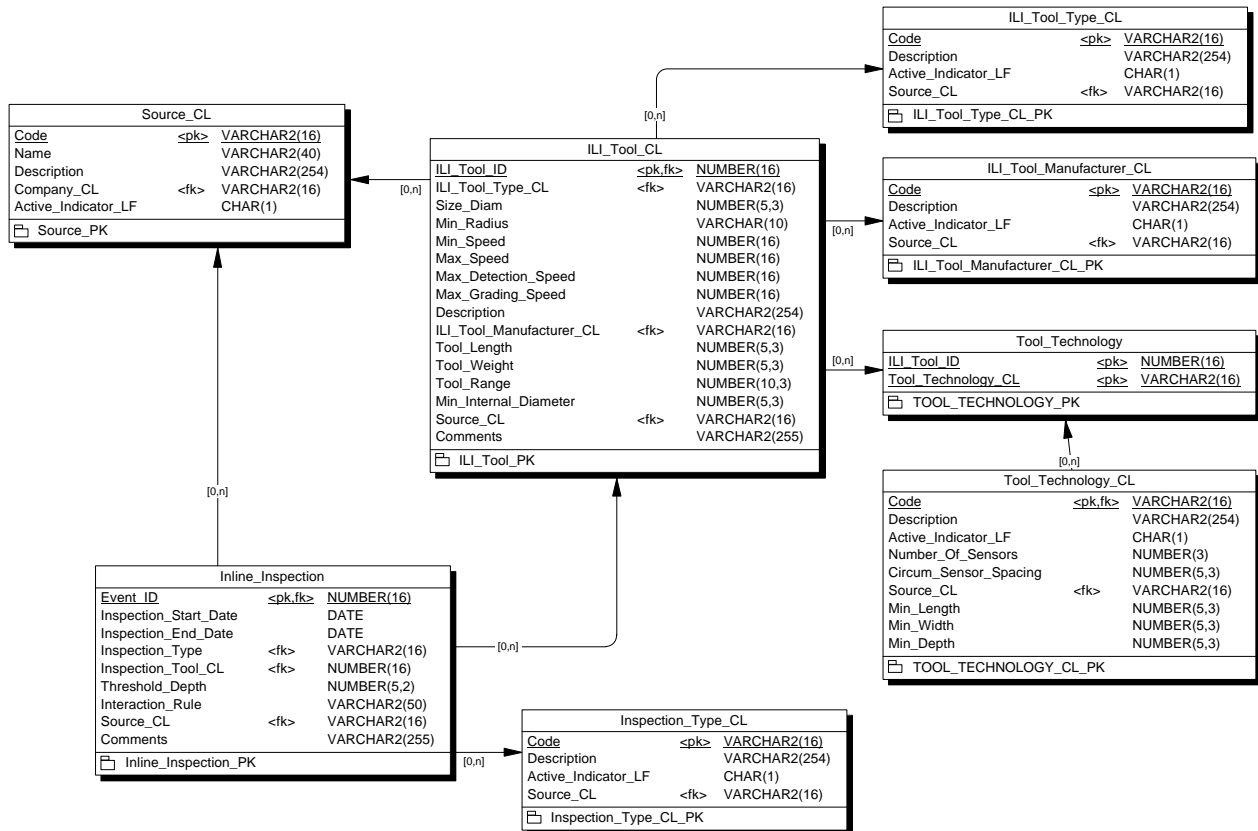 ILI_Tool_Type_CL
Code <pk> VARCHAR2(16)
Description VARCHAR2(254)
Active_Indicator_LF CHAR(1)
Source_CL <fk> VARCHAR2(16)
ILI_Tool_Type_CL_PK
[0,n]
Source_CL
Code <pk> VARCHAR2(16)
Name VARCHAR2(40)
Description VARCHAR2(254)
Company_CL <fk> VARCHAR2(16)
Active_Indicator_LF CHAR(1)
Source_PK
[0,n]
ILI_Tool_CL
ILI_Tool_ID <pk,fk> NUMBER(16)
ILI_Tool_Type_CL <fk> VARCHAR2(16)
Size_Diam NUMBER(5,3)
Min_Radius VARCHAR(10)
Min_Speed NUMBER(16)
Max_Speed NUMBER(16)
Max_Detection_Speed NUMBER(16)
Max_Grading_Speed NUMBER(16)
Description VARCHAR2(254)
ILI_Tool_Manufacturer_CL <fk> VARCHAR2(16)
Tool_Length NUMBER(5,3)
Tool_Weight NUMBER(5,3)
Tool_Range NUMBER(10,3)
Min_Internal_Diameter NUMBER(5,3)
Source_CL <fk> VARCHAR2(16)
Comments VARCHAR2(255)
ILI_Tool_PK
[0,n]
ILI_Tool_Manufacturer_CL
Code <pk> VARCHAR2(16)
Description VARCHAR2(254)
Active_Indicator_LF CHAR(1)
Source_CL <fk> VARCHAR2(16)
ILI_Tool_Manufacturer_CL_PK
[0,n]
Tool_Technology
ILI_Tool_ID <pk> NUMBER(16)
Tool_Technology_CL <pk> VARCHAR2(16)
TOOL_TECHNOLOGY_PK
[0,n]
Tool_Technology_CL
Code <pk,fk> VARCHAR2(16)
Description VARCHAR2(254)
Active_Indicator_LF CHAR(1)
Number_Of_Sensors NUMBER(3)
Circum_Sensor_Spacing NUMBER(5,3)
Source_CL <fk> VARCHAR2(16)
Min_Length NUMBER(5,3)
Min_Width NUMBER(5,3)
Min_Depth NUMBER(5,3)
TOOL_TECHNOLOGY_CL_PK
[0,n]
Inline_Inspection
Event_ID <pk,fk> NUMBER(16)
Inspection_Start_Date DATE
Inspection_End_Date DATE
Inspection_Type <fk> VARCHAR2(16)
Inspection_Tool_CL <fk> NUMBER(16)
Threshold_Depth NUMBER(5,2)
Interaction_Rule VARCHAR2(50)
Source_CL <fk> VARCHAR2(16)
Comments VARCHAR2(255)
Inline_Inspection_PK
[0,n]
[0,n]
Inspection_Type_CL
Code <pk> VARCHAR2(16)
Description VARCHAR2(254)
Active_Indicator_LF CHAR(1)
Source_CL <fk> VARCHAR2(16)
Inspection_Type_CL_PK